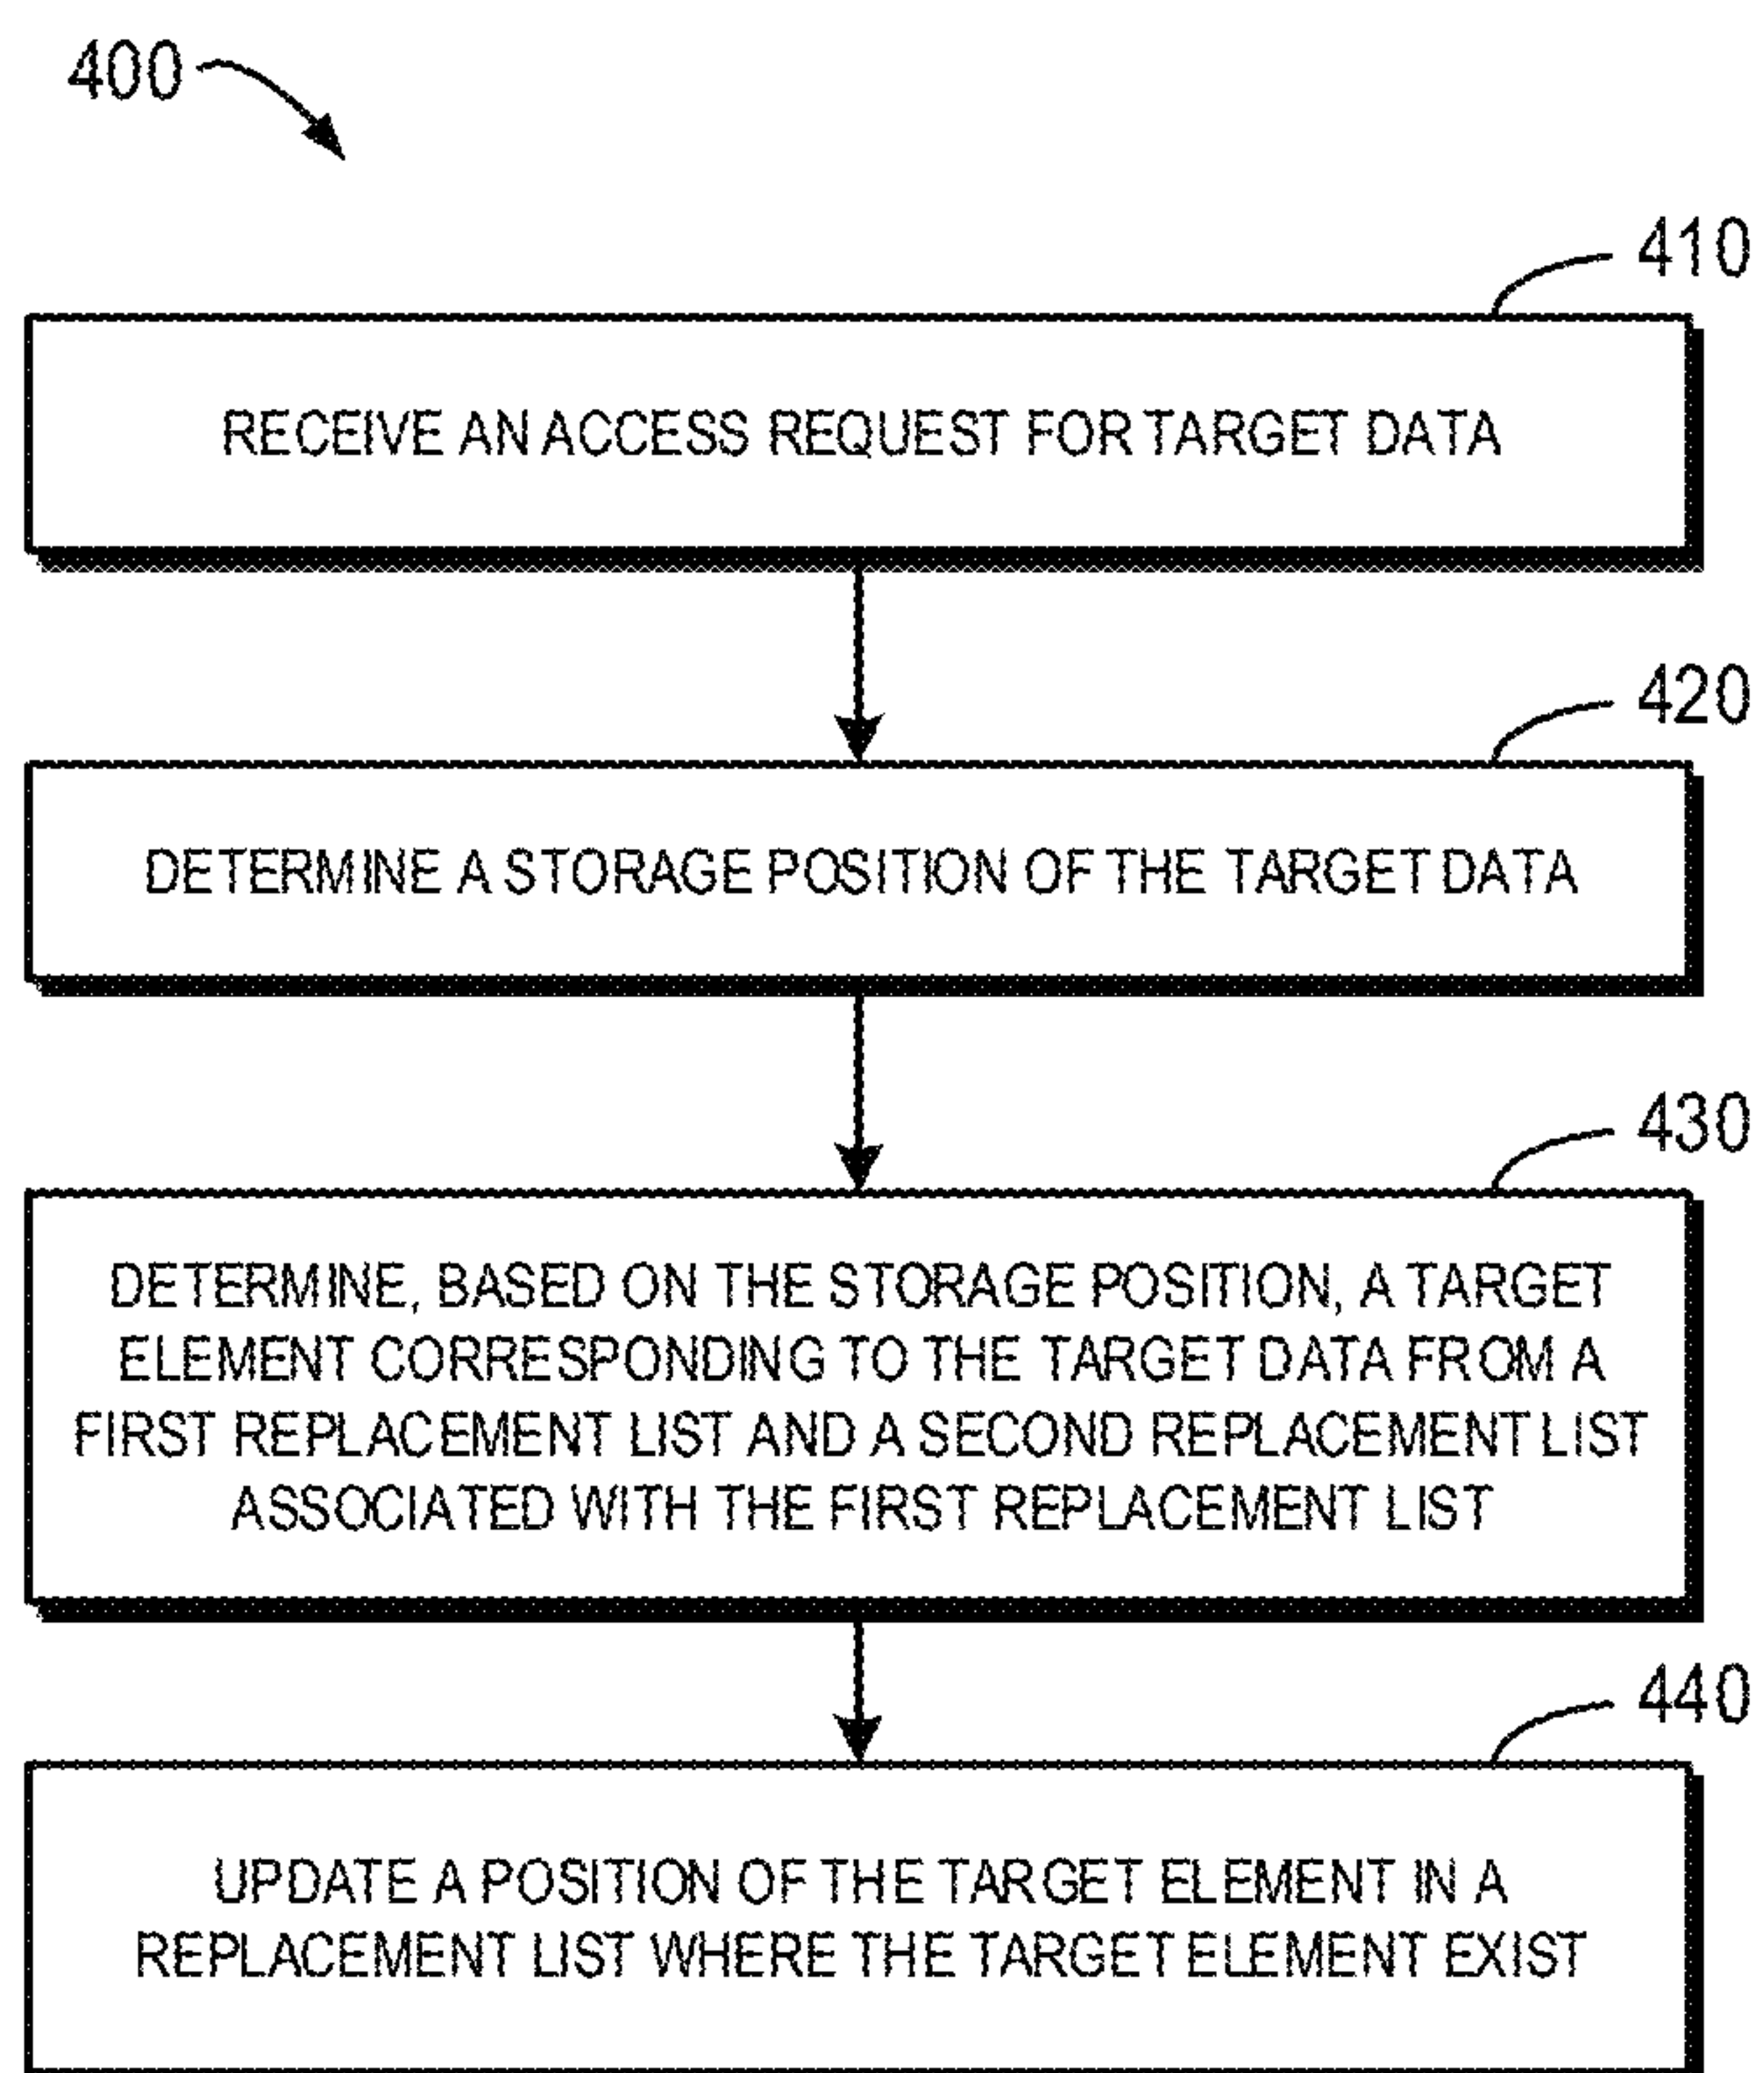 400
410
RECEIVE AN ACCESS REQUEST FOR TARGET DATA
420
DETERMINE A STORAGE POSITION OF THE TARGET DATA
430
DETERMINE, BASED ON THE STORAGE POSITION, A TARGET
ELEMENT CORRESPONDING TO THE TARGET DATA FROM A
FIRST REPLACEMENT LIST AND A SECOND REPLACEMENT LIST
ASSOCIATED WITH THE FIRST REPLACEMENT LIST
440
UPDATE A POSITION OF THE TARGET ELEMENT IN A
REPLACEMENT LIST WHERE THE TARGET ELEMENT EXIST